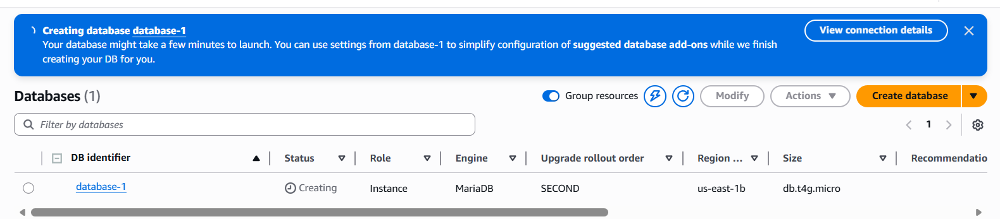 Creating database database-1
View connection details
Your database might take a few minutes to launch. You can use settings from database-1 to simplify configuration of suggested database add-ons while we finish
creating your DB for you.
Databases (1)
Group resources
Modify
Actions
Create database
Filter by databases
1
DB identifier
Status
Role
Engine
Upgrade rollout order
Region ...
Size
Recommendatio
database-1
Creating
Instance
MariaDB
SECOND
us-east-1b
db.t4g.micro